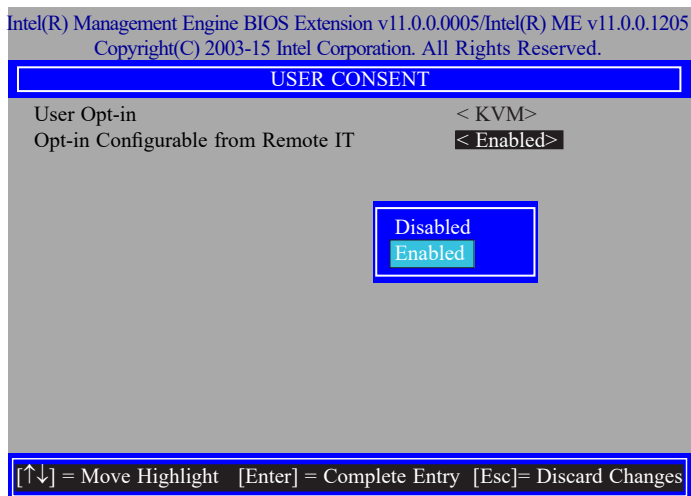 Intel(R) Management Engine BIOS Extension v11.0.0.0005/Intel(R) ME v11.0.0.1205
Copyright(C) 2003-15 Intel Corporation. All Rights Reserved.
USER CONSENT
User Opt-in < KVM>
Opt-in Configurable from Remote IT < Enabled>
Disabled
Enabled
[↑↓] = Move Highlight [Enter] = Complete Entry [Esc]= Discard Changes